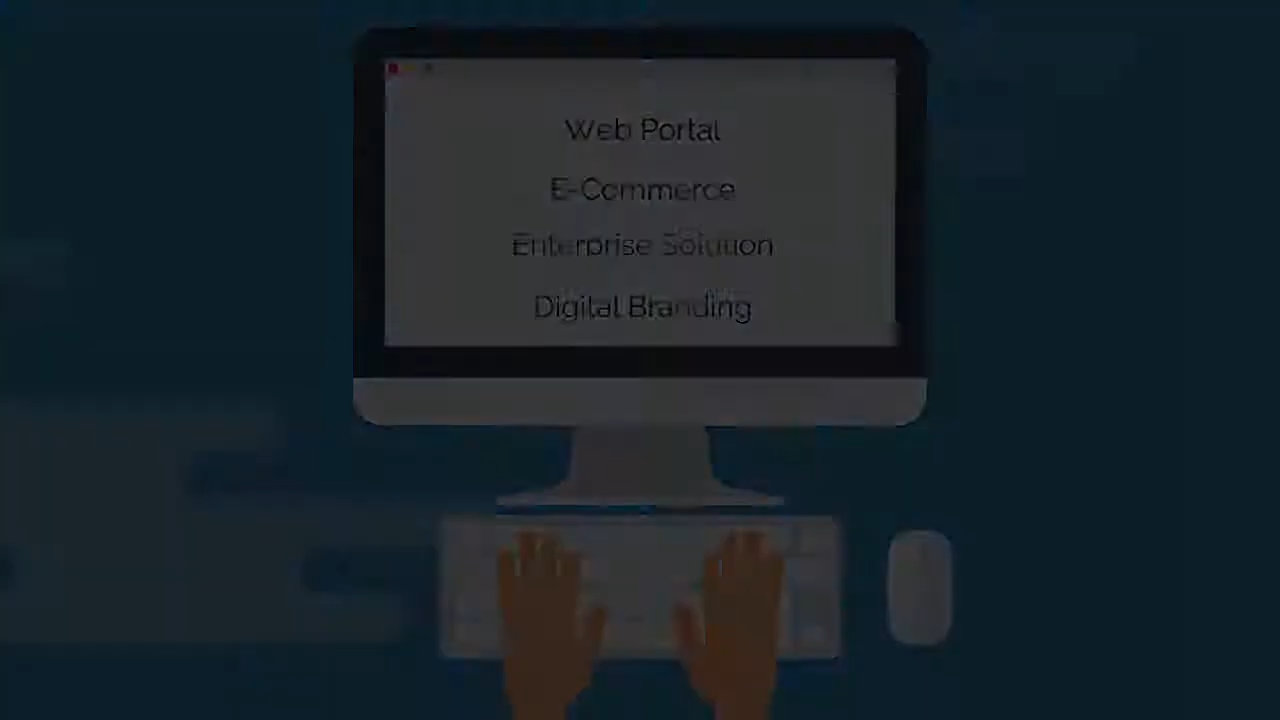 Web Portal
E-Commerce
Enterprise Solution
Digital Branding